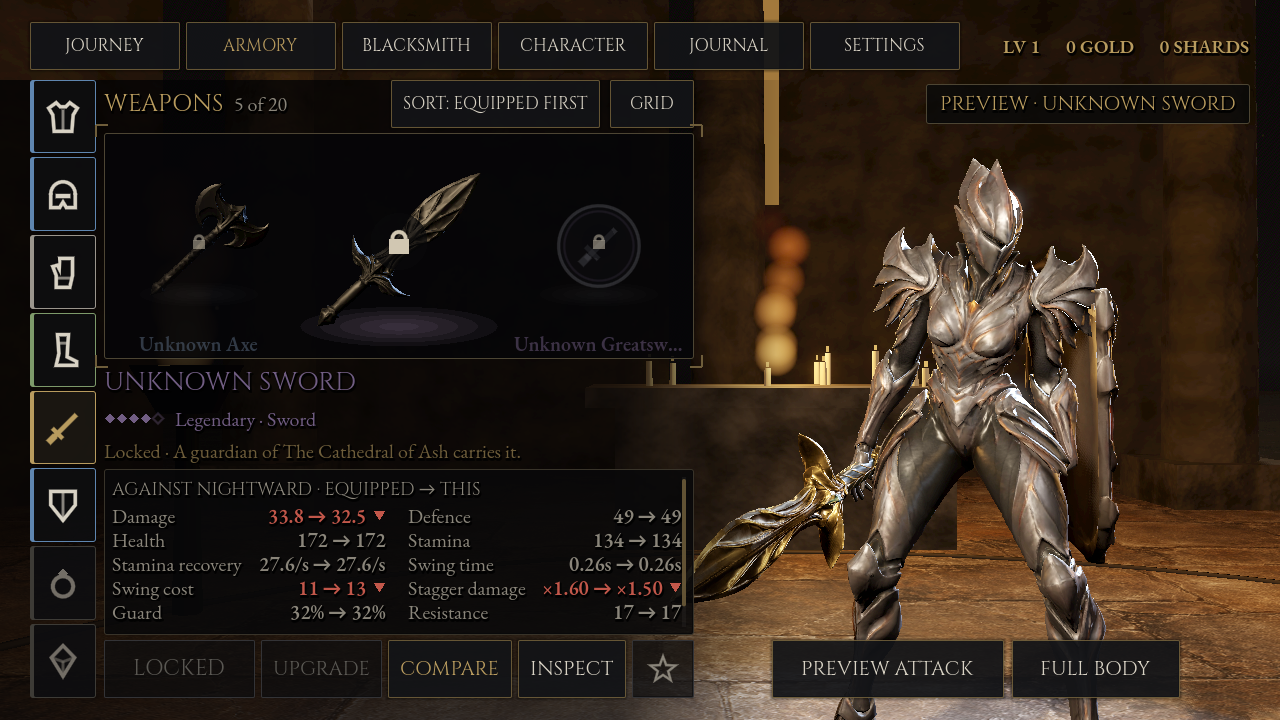 JOURNEY ARMORY BLACKSMITH CHARACTER JOURNAL SETTINGS LV 1 0 GOLD 0 SHARDS
WEAPONS 5 of 20 SORT: EQUIPPED FIRST GRID PREVIEW · UNKNOWN SWORD
Unknown Axe Unknown Greatsw...
UNKNOWN SWORD
Legendary · Sword
Locked · A guardian of The Cathedral of Ash carries it.
AGAINST NIGHTWARD · EQUIPPED → THIS
Damage 33.8 → 32.5 ▼ Defence 49 → 49
Health 172 → 172 Stamina 134 → 134
Stamina recovery 27.6/s → 27.6/s Swing time 0.26s → 0.26s
Swing cost 11 → 13 ▼ Stagger damage ×1.60 → ×1.50 ▼
Guard 32% → 32% Resistance 17 → 17
LOCKED UPGRADE COMPARE INSPECT PREVIEW ATTACK FULL BODY